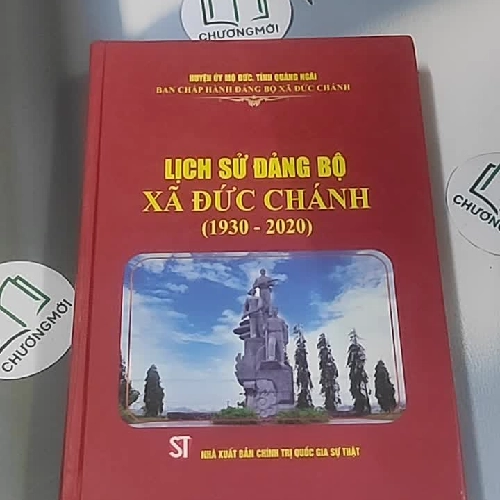 CHƯƠNGMỚI
HUYỆN ỦY MỘ ĐỨC, TỈNH QUẢNG NGÃI
BAN CHẤP HÀNH ĐẢNG BỘ XÃ ĐỨC CHÁNH
LỊCH SỬ ĐẢNG BỘ
XÃ ĐỨC CHÁNH
(1930 - 2020)
CHƯƠNGMỚI
CHƯƠNGMỚI
ST
NHÀ XUẤT BẢN CHÍNH TRỊ QUỐC GIA SỰ THẬT